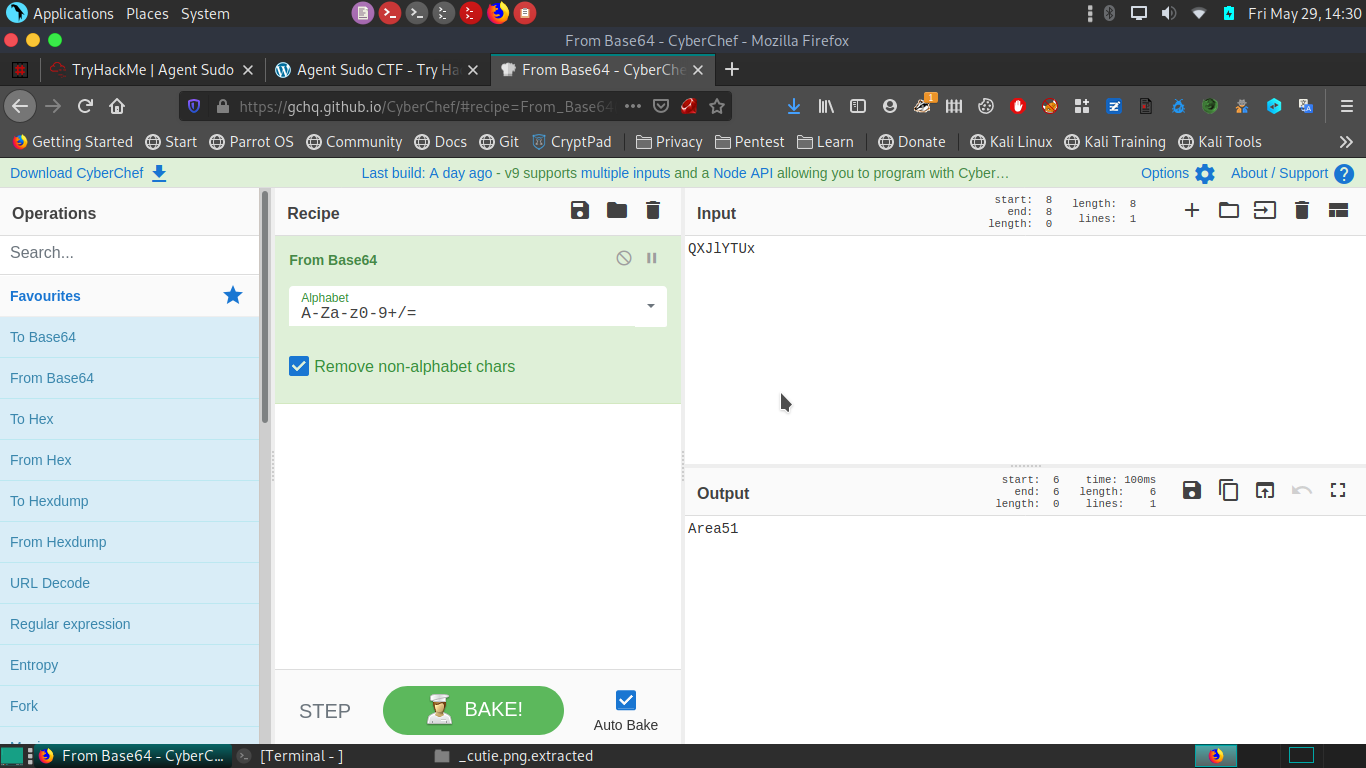 Applications Places System
Fri May 29, 14:30
From Base64 - CyberChef - Mozilla Firefox
TryHackMe | Agent Sudo
Agent Sudo CTF - Try Ha
From Base64 - CyberChe
https://gchq.github.io/CyberChef/#recipe=From_Base64
1
Getting Started Start Parrot OS Community Docs Git CryptPad Privacy Pentest Learn Donate Kali Linux Kali Training Kali Tools
Download CyberChef
Last build: A day ago - v9 supports multiple inputs and a Node API allowing you to program with Cyber…
Options
About / Support
Operations
Search...
Favourites
To Base64
From Base64
To Hex
From Hex
To Hexdump
From Hexdump
URL Decode
Regular expression
Entropy
Fork
Recipe
From Base64
Alphabet
A-Za-z0-9+/=
Remove non-alphabet chars
STEP
BAKE!
Auto Bake
Input
start: 8
end: 8
length: 0
length: 8
lines: 1
QXJlYTUx
Output
start: 6
end: 6
length: 0
time: 100ms
length: 6
lines: 1
Area51
From Base64 - CyberC...
[Terminal - ]
_cutie.png.extracted